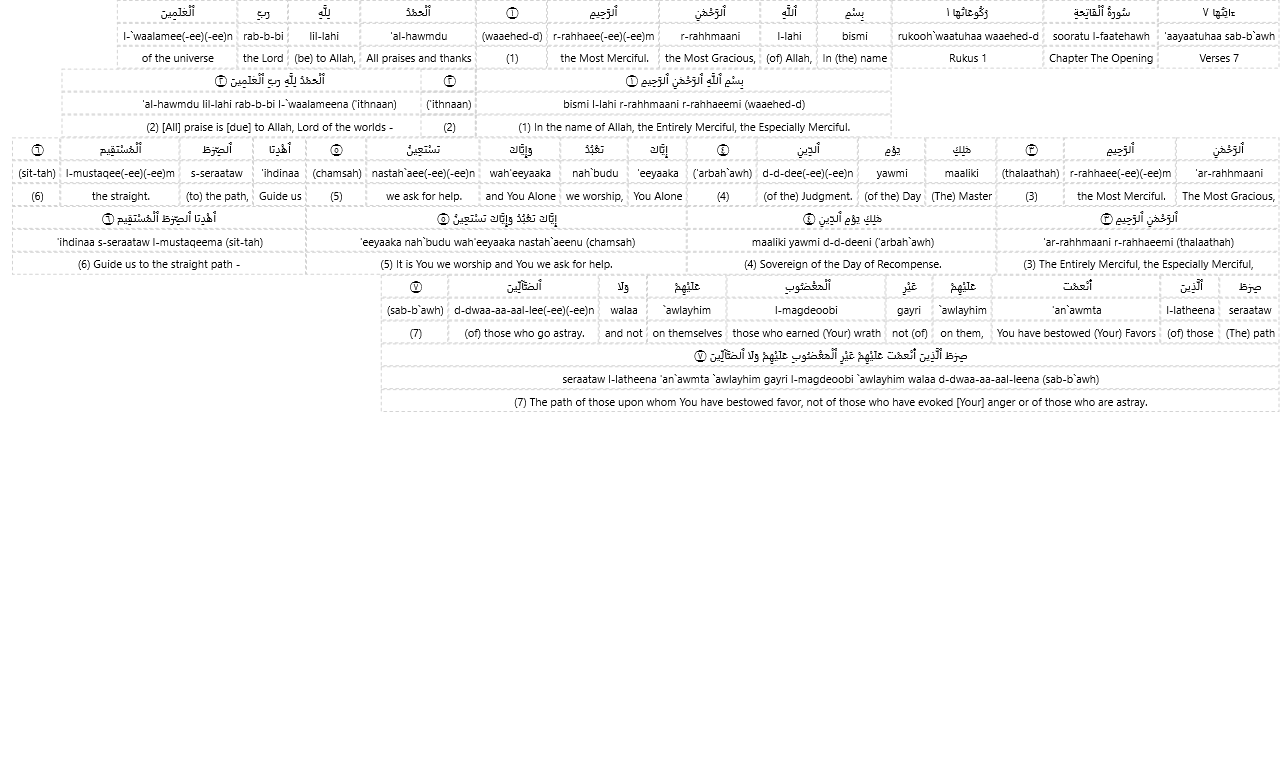 ءَايَٰتُهَا ٧ سُورَةُ ٱلْفَاتِحَةِ رُكُوعَاتُهَا ١ بِسْمِ ٱللَّهِ ٱلرَّحْمَٰنِ ٱلرَّحِيمِ ١ ٱلْحَمْدُ لِلَّهِ رَبِّ ٱلْعَٰلَمِينَ
'aayaatuhaa sab-b`awh sooratu l-faatehawh rukooh`waatuhaa waaehed-d bismi l-lahi r-rahhmaani r-rahhaee(-ee)(-ee)m (waaehed-d) 'al-hawmdu lil-lahi rab-b-bi l-`waalamee(-ee)(-ee)n
Verses 7 Chapter The Opening Rukus 1 In (the) name (of) Allah, the Most Gracious, the Most Merciful. (1) All praises and thanks (be) to Allah, the Lord of the universe
بِسْمِ ٱللَّهِ ٱلرَّحْمَٰنِ ٱلرَّحِيمِ ١ ٢ ٱلْحَمْدُ لِلَّهِ رَبِّ ٱلْعَٰلَمِينَ ٢
bismi l-lahi r-rahmaani r-rahhaeemi (waaehed-d) ('ithnaan) 'al-hawmdu lil-lahi rab-b-bi l-`waalameena ('ithnaan)
(1) In the name of Allah, the Entirely Merciful, the Especially Merciful. (2) (2) [All] praise is [due] to Allah, Lord of the worlds -
ٱلرَّحْمَٰنِ ٱلرَّحِيمِ ٣ مَٰلِكِ يَوْمِ ٱلدِّينِ ٤ إِيَّاكَ نَعْبُدُ وَإِيَّاكَ نَسْتَعِينُ ٥ ٱهْدِنَا ٱلصِّرَٰطَ ٱلْمُسْتَقِيمَ ٦
'ar-rahhmaani r-rahhaee(-ee)(-ee)m (thalaathah) maaliki yawmi d-d-dee(-ee)(-ee)n ('arbah`awh) 'eeyaaka nah`budu wah'eeyaaka nastah`aee(-ee)(-ee)n (chamsah) 'ihdinaa s-seraataw l-mustaqee(-ee)(-ee)m (sit-tah)
The Most Gracious, the Most Merciful. (3) (The) Master (of the) Day (of the) Judgment. (4) You Alone we worship, and You Alone we ask for help. (5) Guide us (to) the path, the straight. (6)
ٱلرَّحْمَٰنِ ٱلرَّحِيمِ ٣ مَٰلِكِ يَوْمِ ٱلدِّينِ ٤ إِيَّاكَ نَعْبُدُ وَإِيَّاكَ نَسْتَعِينُ ٥ ٱهْدِنَا ٱلصِّرَٰطَ ٱلْمُسْتَقِيمَ ٦
'ar-rahhmaani r-rahhaeemi (thalaathah) maaliki yawmi d-d-deeni ('arbah`awh) 'eeyaaka nah`budu wah'eeyaaka nastah`aeenu (chamsah) 'ihdinaa s-seraataw l-mustaqeema (sit-tah)
(3) The Entirely Merciful, the Especially Merciful, (4) Sovereign of the Day of Recompense. (5) It is You we worship and You we ask for help. (6) Guide us to the straight path -
صِرَٰطَ ٱلَّذِينَ أَنْعَمْتَ عَلَيْهِمْ غَيْرِ ٱلْمَغْضُوبِ عَلَيْهِمْ وَلَا ٱلضَّآلِّينَ ٧
seraataw l-latheena 'an`awmta `awlayhim gayri l-magdeoobi `awlayhim walaa d-dwaa-aa-aal-lee(-ee)(-ee)n (sab-b`awh)
(The) path (of) those You have bestowed (Your) Favors on them, not (of) those who earned (Your) wrath on themselves and not (of) those who go astray. (7)
صِرَٰطَ ٱلَّذِينَ أَنْعَمْتَ عَلَيْهِمْ غَيْرِ ٱلْمَغْضُوبِ عَلَيْهِمْ وَلَا ٱلضَّآلِّينَ ٧
seraataw l-latheena 'an`awmta `awlayhim gayri l-magdeoobi `awlayhim walaa d-dwaa-aa-aal-leena (sab-b`awh)
(7) The path of those upon whom You have bestowed favor, not of those who have evoked [Your] anger or of those who are astray.